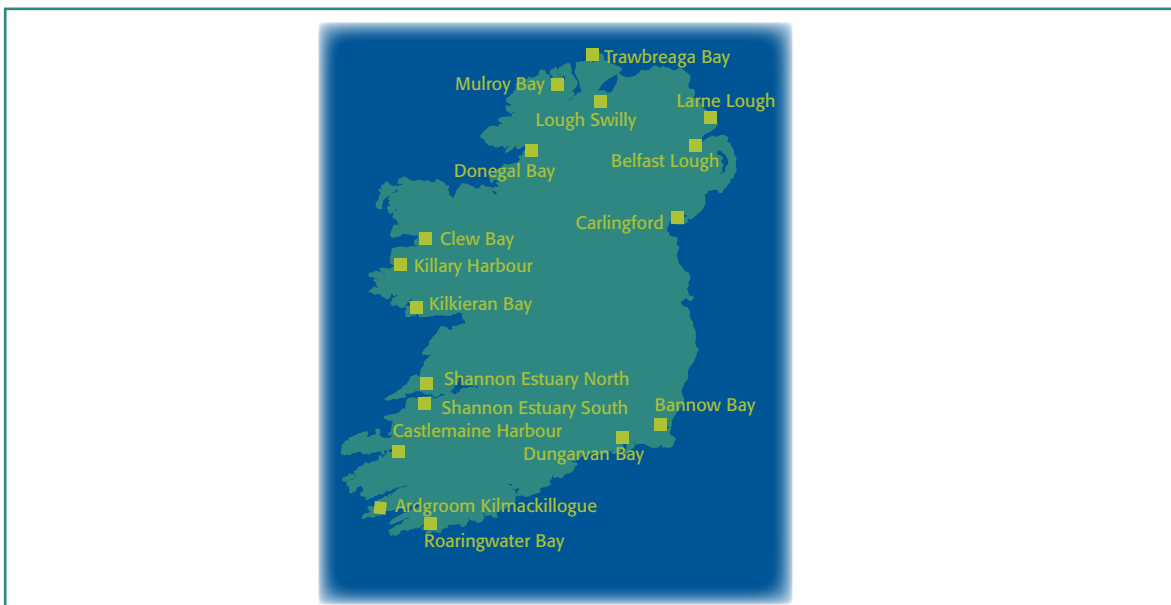 Trawbreaga Bay
Mulroy Bay
Larne Lough
Lough Swilly
Belfast Lough
Donegal Bay
Carlingford
Clew Bay
Killary Harbour
Kilkieran Bay
Shannon Estuary North
Shannon Estuary South
Bannow Bay
Castlemaine Harbour
Dungarvan Bay
Ardgroom Kilmackillogue
Roaringwater Bay